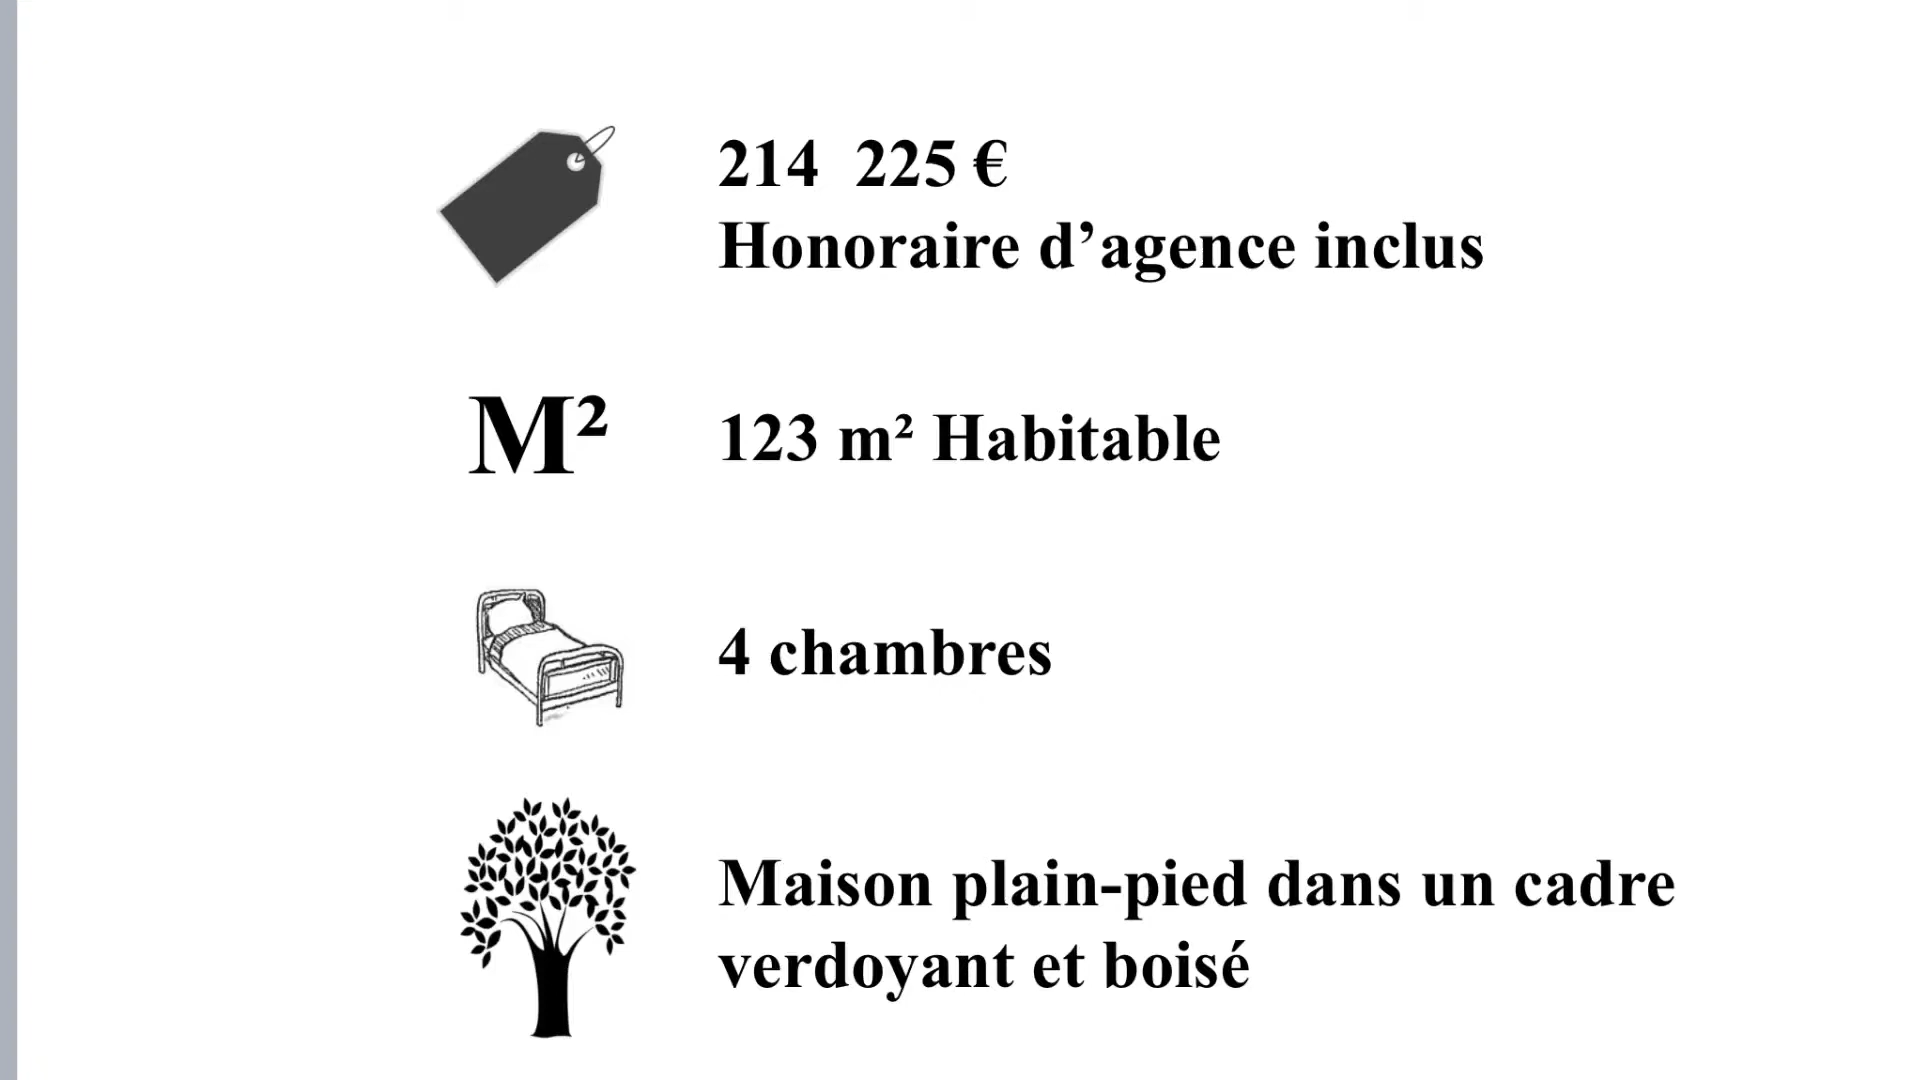 214  225 €
Honoraire d’agence inclus
M²
123 m² Habitable
4 chambres
Maison plain-pied dans un cadre
verdoyant et boisé